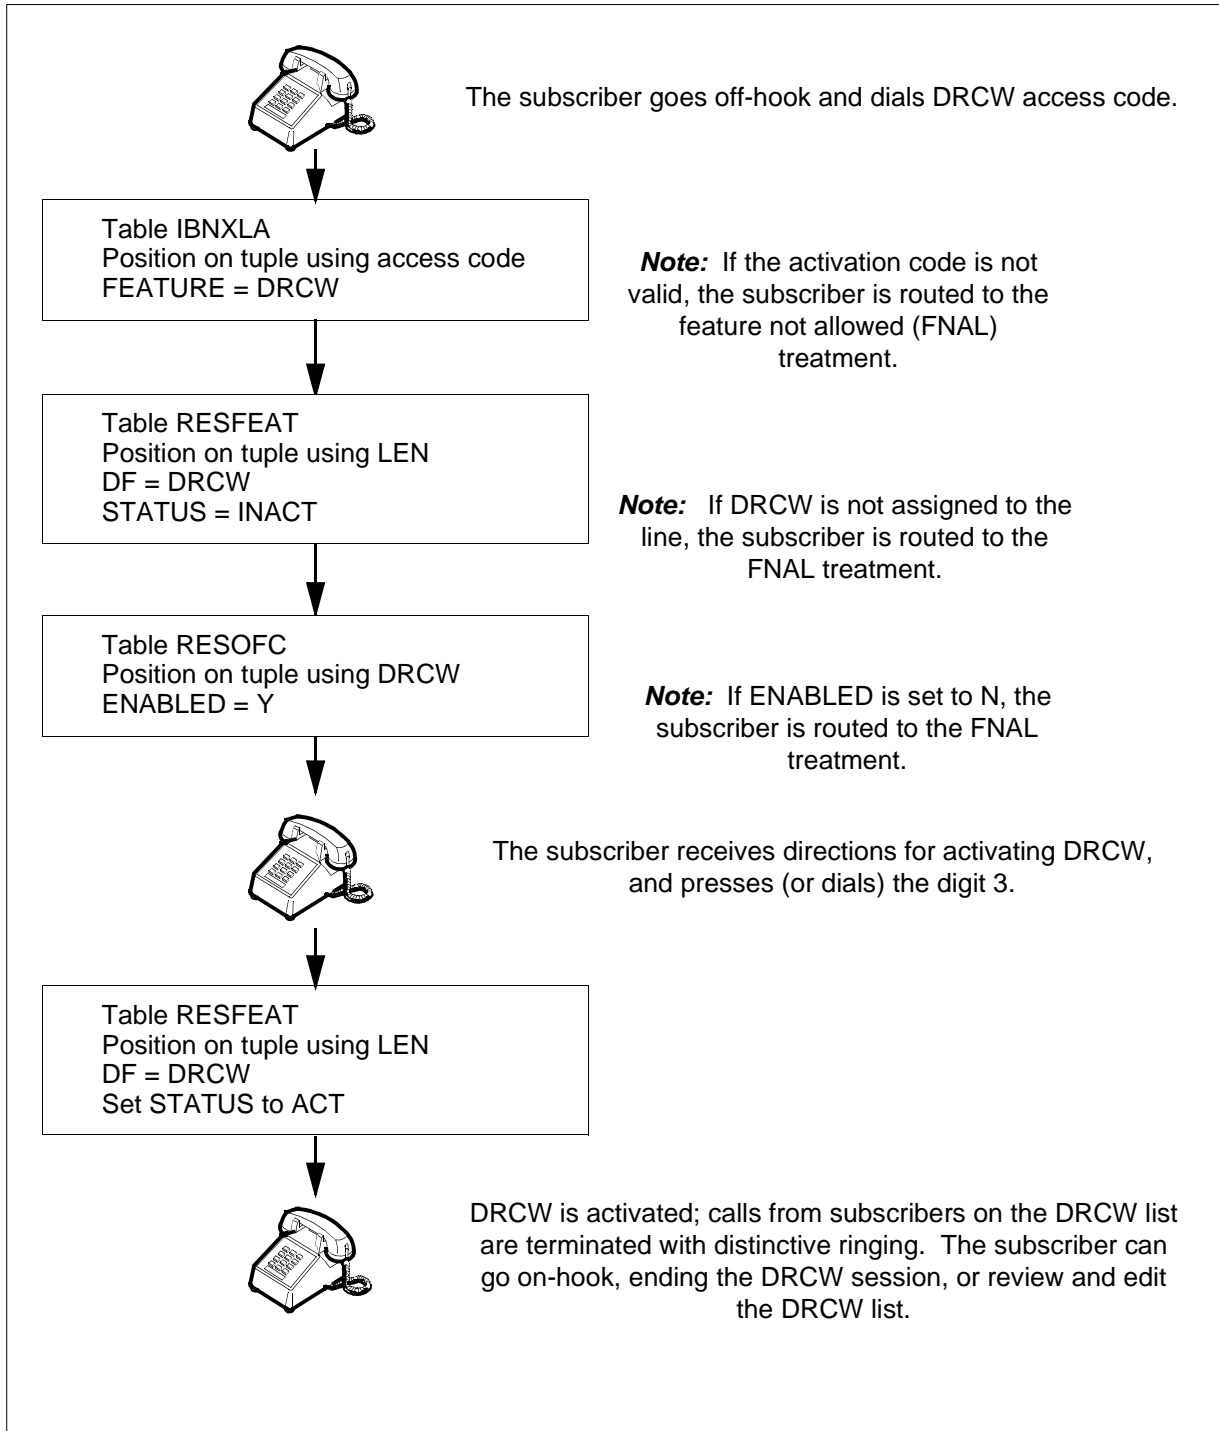 The subscriber goes off-hook and dials DRCW access code.
Table IBNXLA
Position on tuple using access code
FEATURE = DRCW
Note: If the activation code is not
valid, the subscriber is routed to the
feature not allowed (FNAL)
treatment.
Table RESFEAT
Position on tuple using LEN
DF = DRCW
STATUS = INACT
Note: If DRCW is not assigned to the
line, the subscriber is routed to the
FNAL treatment.
Table RESOFC
Position on tuple using DRCW
ENABLED = Y
Note: If ENABLED is set to N, the
subscriber is routed to the FNAL
treatment.
The subscriber receives directions for activating DRCW,
and presses (or dials) the digit 3.
Table RESFEAT
Position on tuple using LEN
DF = DRCW
Set STATUS to ACT
DRCW is activated; calls from subscribers on the DRCW list
are terminated with distinctive ringing. The subscriber can
go on-hook, ending the DRCW session, or review and edit
the DRCW list.